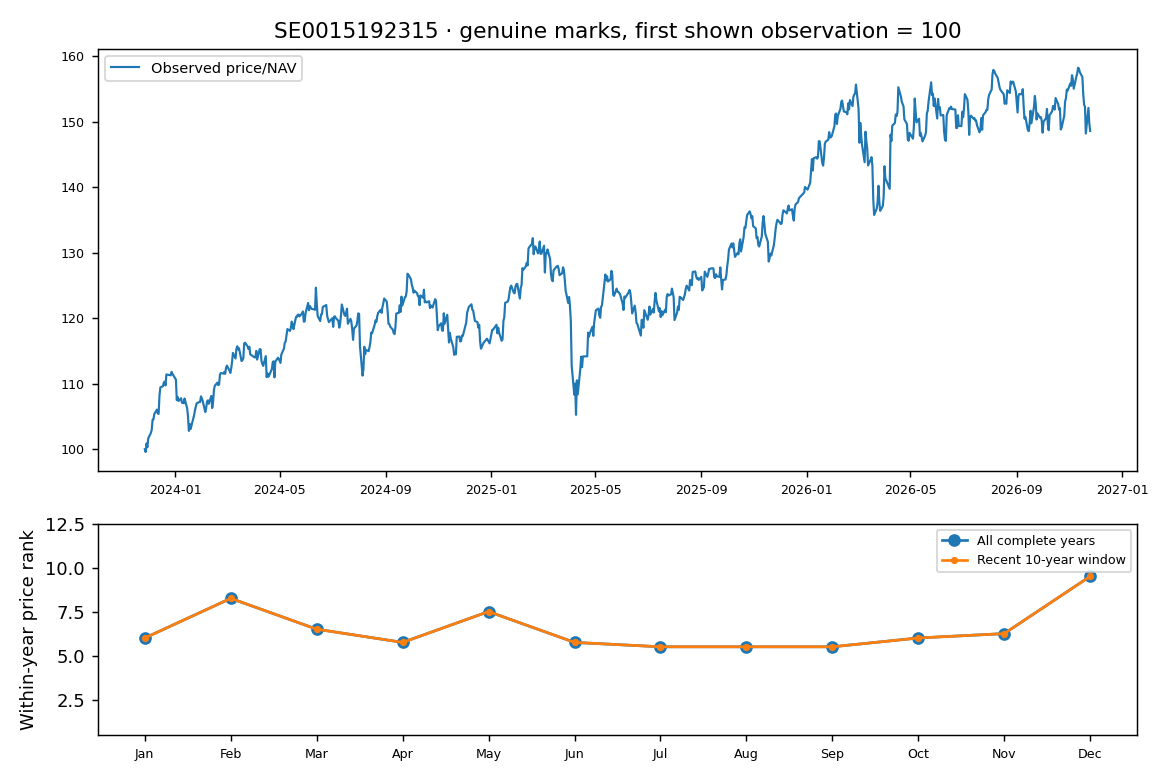 SE0015192315 · genuine marks, first shown observation = 100
160
150
140
130
120
110
100
Observed price/NAV
2024-01 2024-05 2024-09 2025-01 2025-05 2025-09 2026-01 2026-05 2026-09 2027-01
Within-year price rank
12.5
10.0
7.5
5.0
2.5
All complete years
Recent 10-year window
Jan Feb Mar Apr May Jun Jul Aug Sep Oct Nov Dec